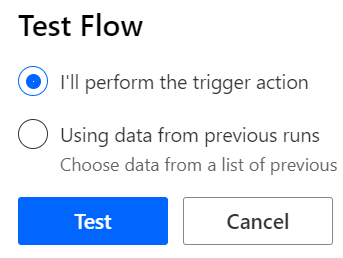 Test Flow
I'll perform the trigger action
Using data from previous runs
Choose data from a list of previous
Test
Cancel